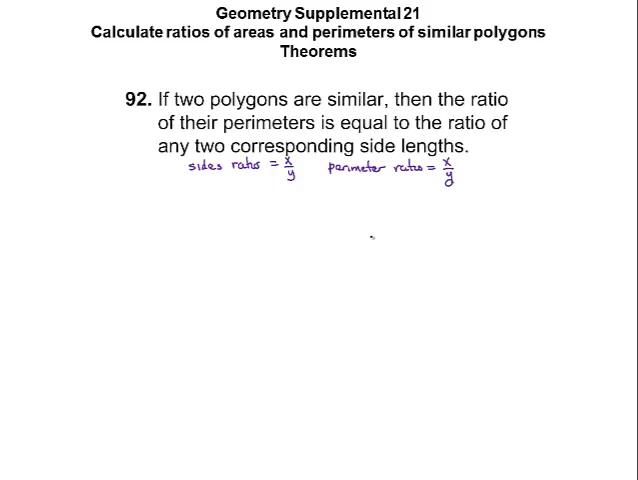 Geometry Supplemental 21
Calculate ratios of areas and perimeters of similar polygons
Theorems
92. If two polygons are similar, then the ratio
of their perimeters is equal to the ratio of
any two corresponding side lengths.
sides ratio = x/y perimeter ratio = x/y